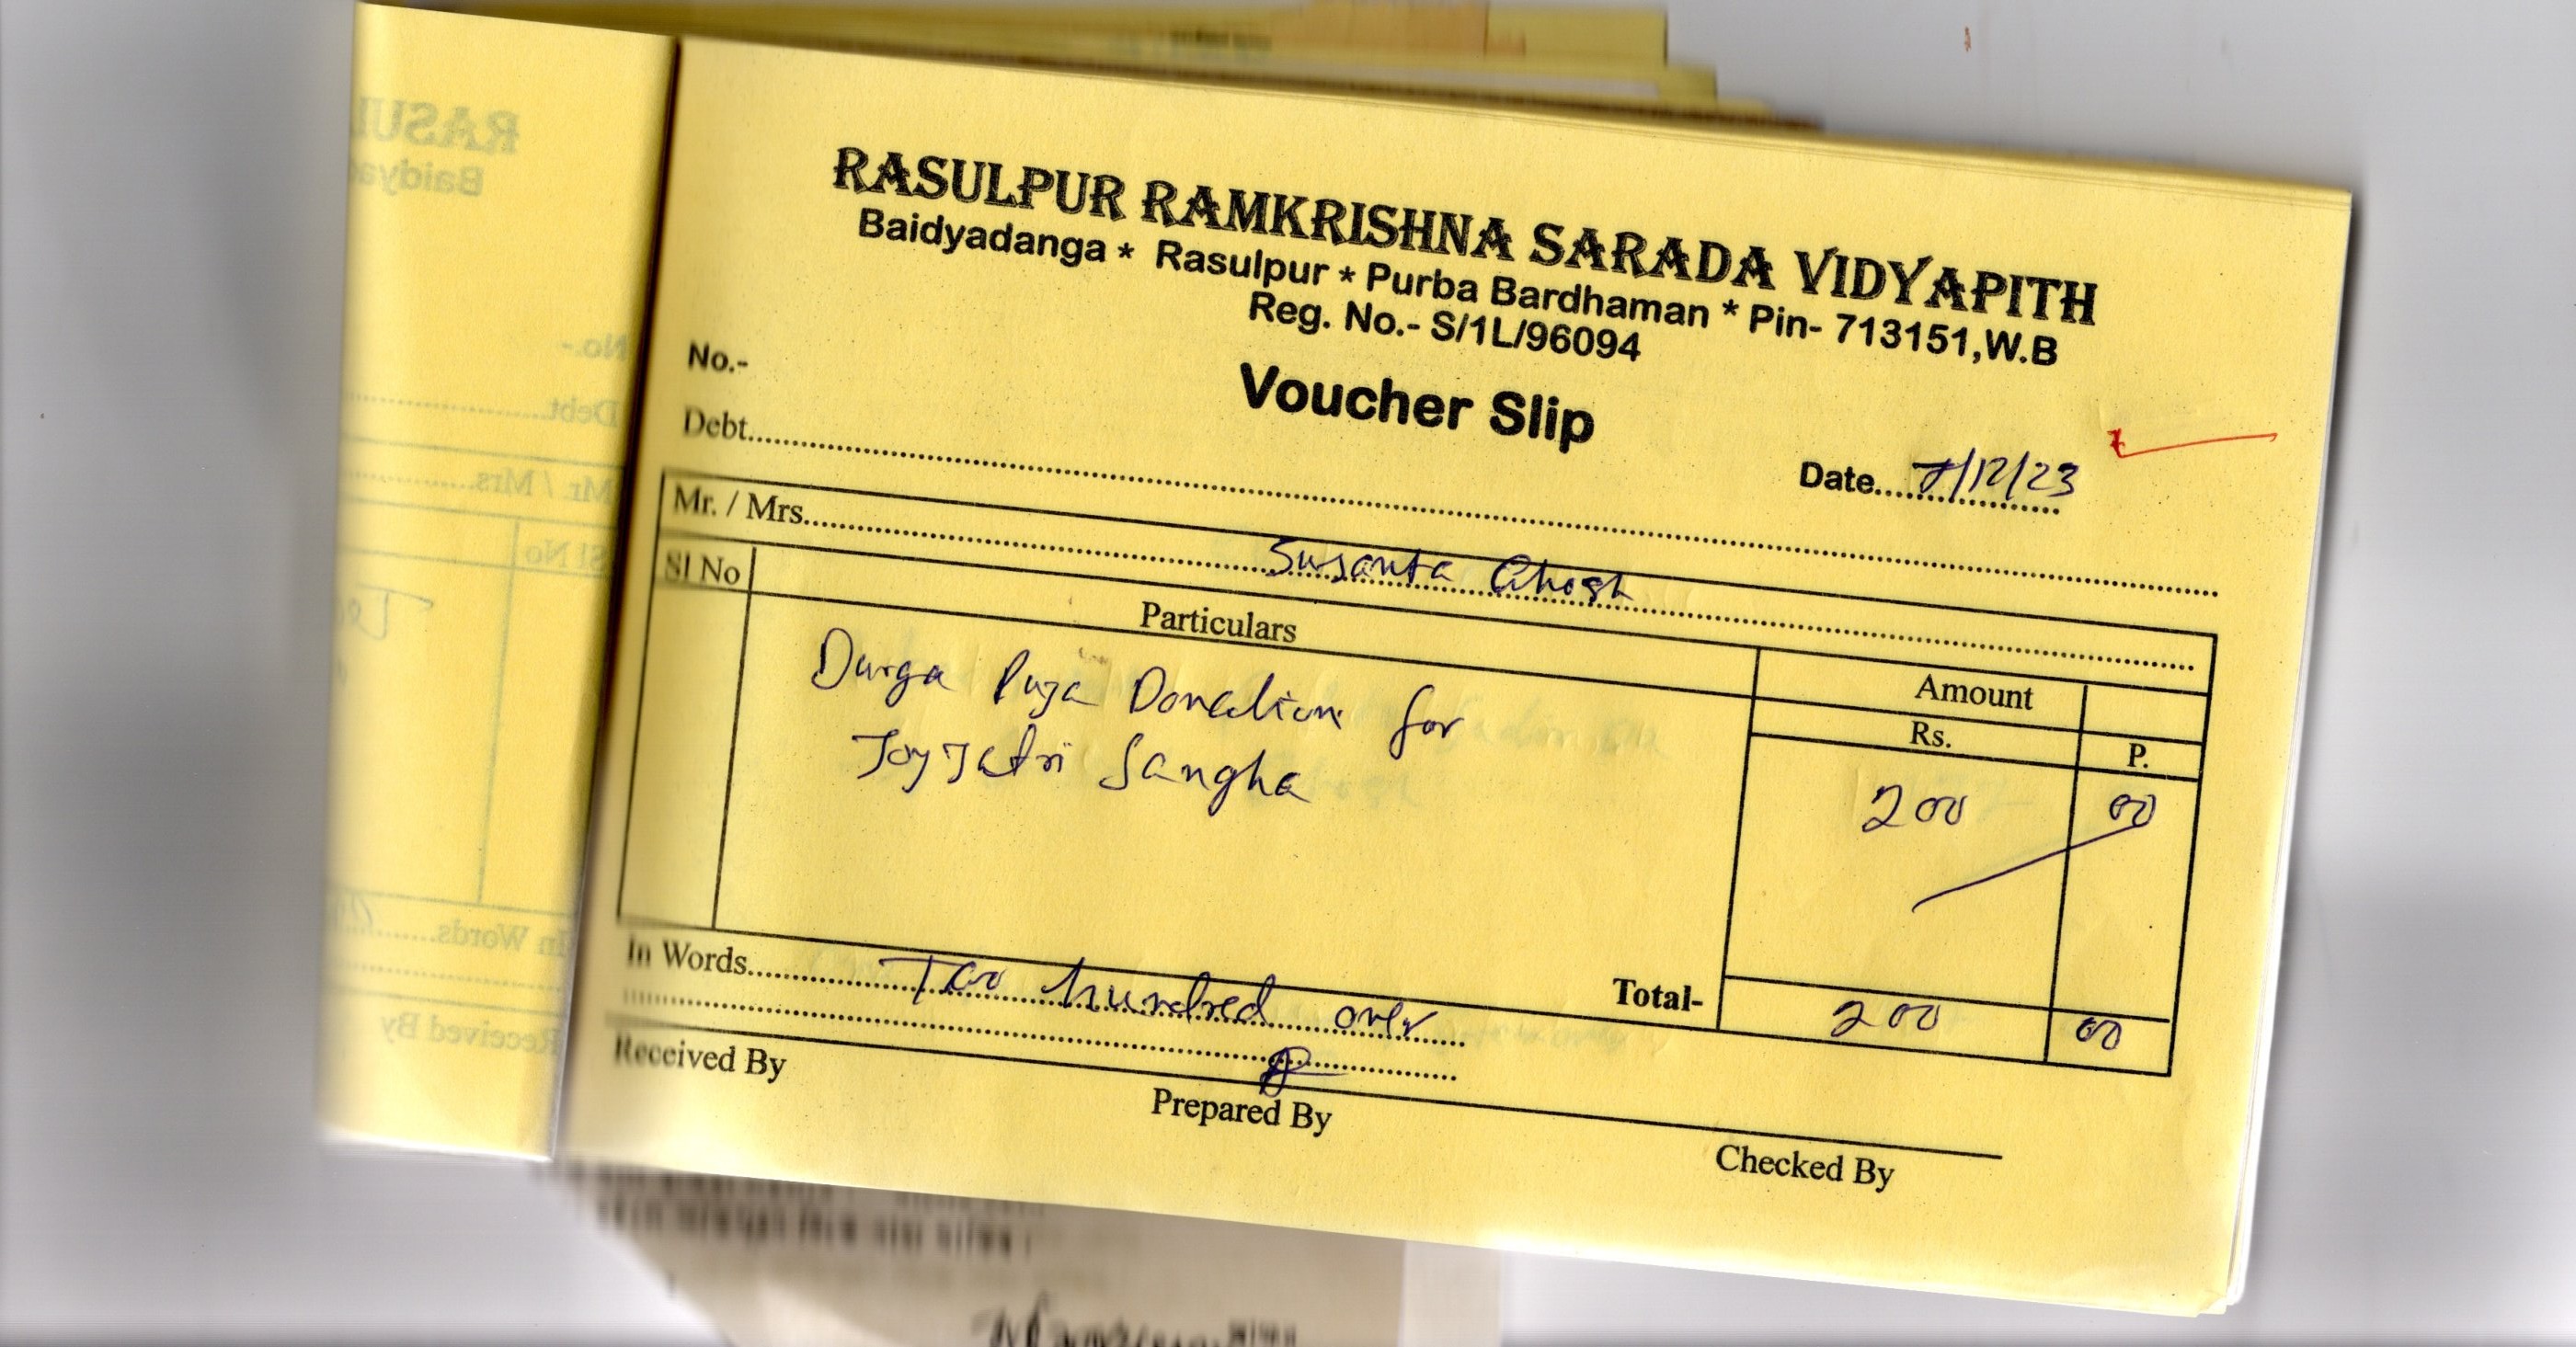 RASULPUR RAMKRISHNA SARADA VIDYAPITH
Baidyadanga * Rasulpur * Purba Bardhaman * Pin- 713151,W.B
Reg. No.- S/1L/96094
No.-
Voucher Slip
Debt
Date 7/12/23
Mr. / Mrs. Susanta Ghosh
Sl No Particulars Amount
Rs. P.
Durga Puja Donation for 200 00
Joy Jatri Sangha
In Words Two hundred only Total- 200 00
Received By Prepared By Checked By
RASUL
Baidyad
No.-
Debt
Mr / Mrs.
Sl No
In Words
Received By